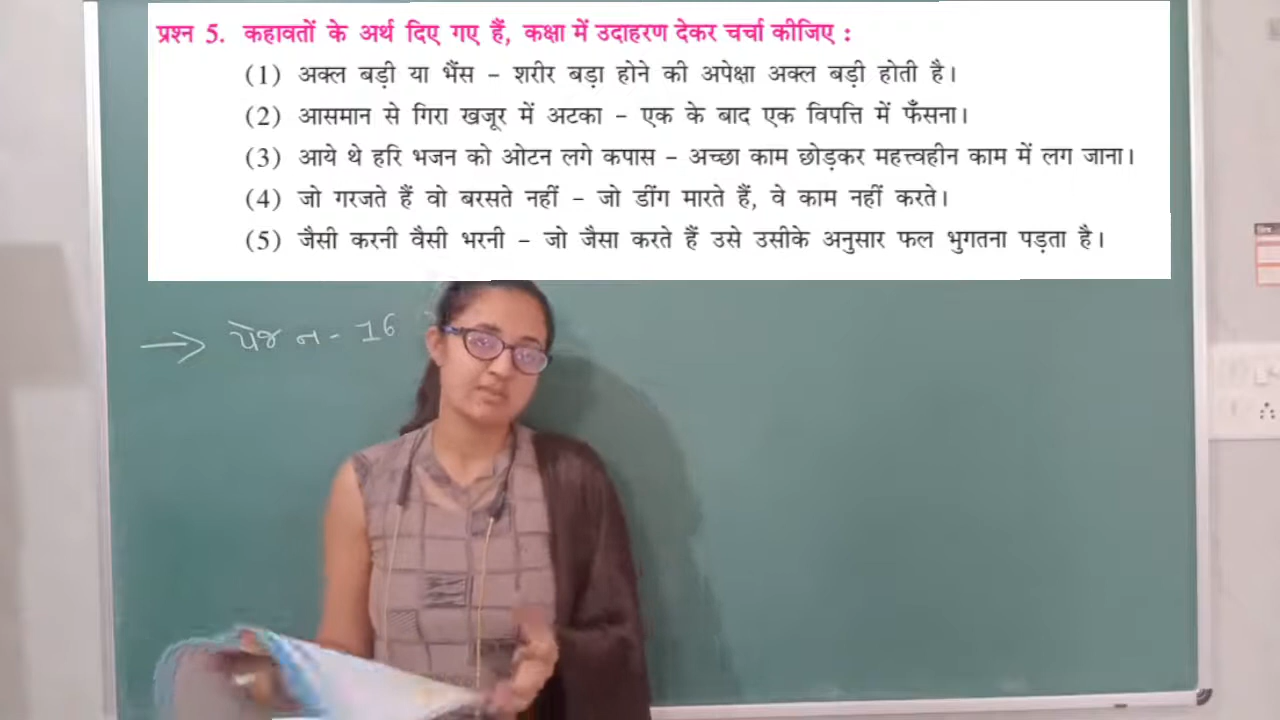 प्रश्न 5. कहावतों के अर्थ दिए गए हैं, कक्षा में उदाहरण देकर चर्चा कीजिए :
(1) अक्ल बड़ी या भैंस - शरीर बड़ा होने की अपेक्षा अक्ल बड़ी होती है।
(2) आसमान से गिरा खजूर में अटका - एक के बाद एक विपत्ति में फँसना।
(3) आये थे हरि भजन को ओटन लगे कपास - अच्छा काम छोड़कर महत्त्वहीन काम में लग जाना।
(4) जो गरजते हैं वो बरसते नहीं - जो डींग मारते हैं, वे काम नहीं करते।
(5) जैसी करनी वैसी भरनी - जो जैसा करते हैं उसे उसीके अनुसार फल भुगतना पड़ता है।
→ પેજ ન - 16